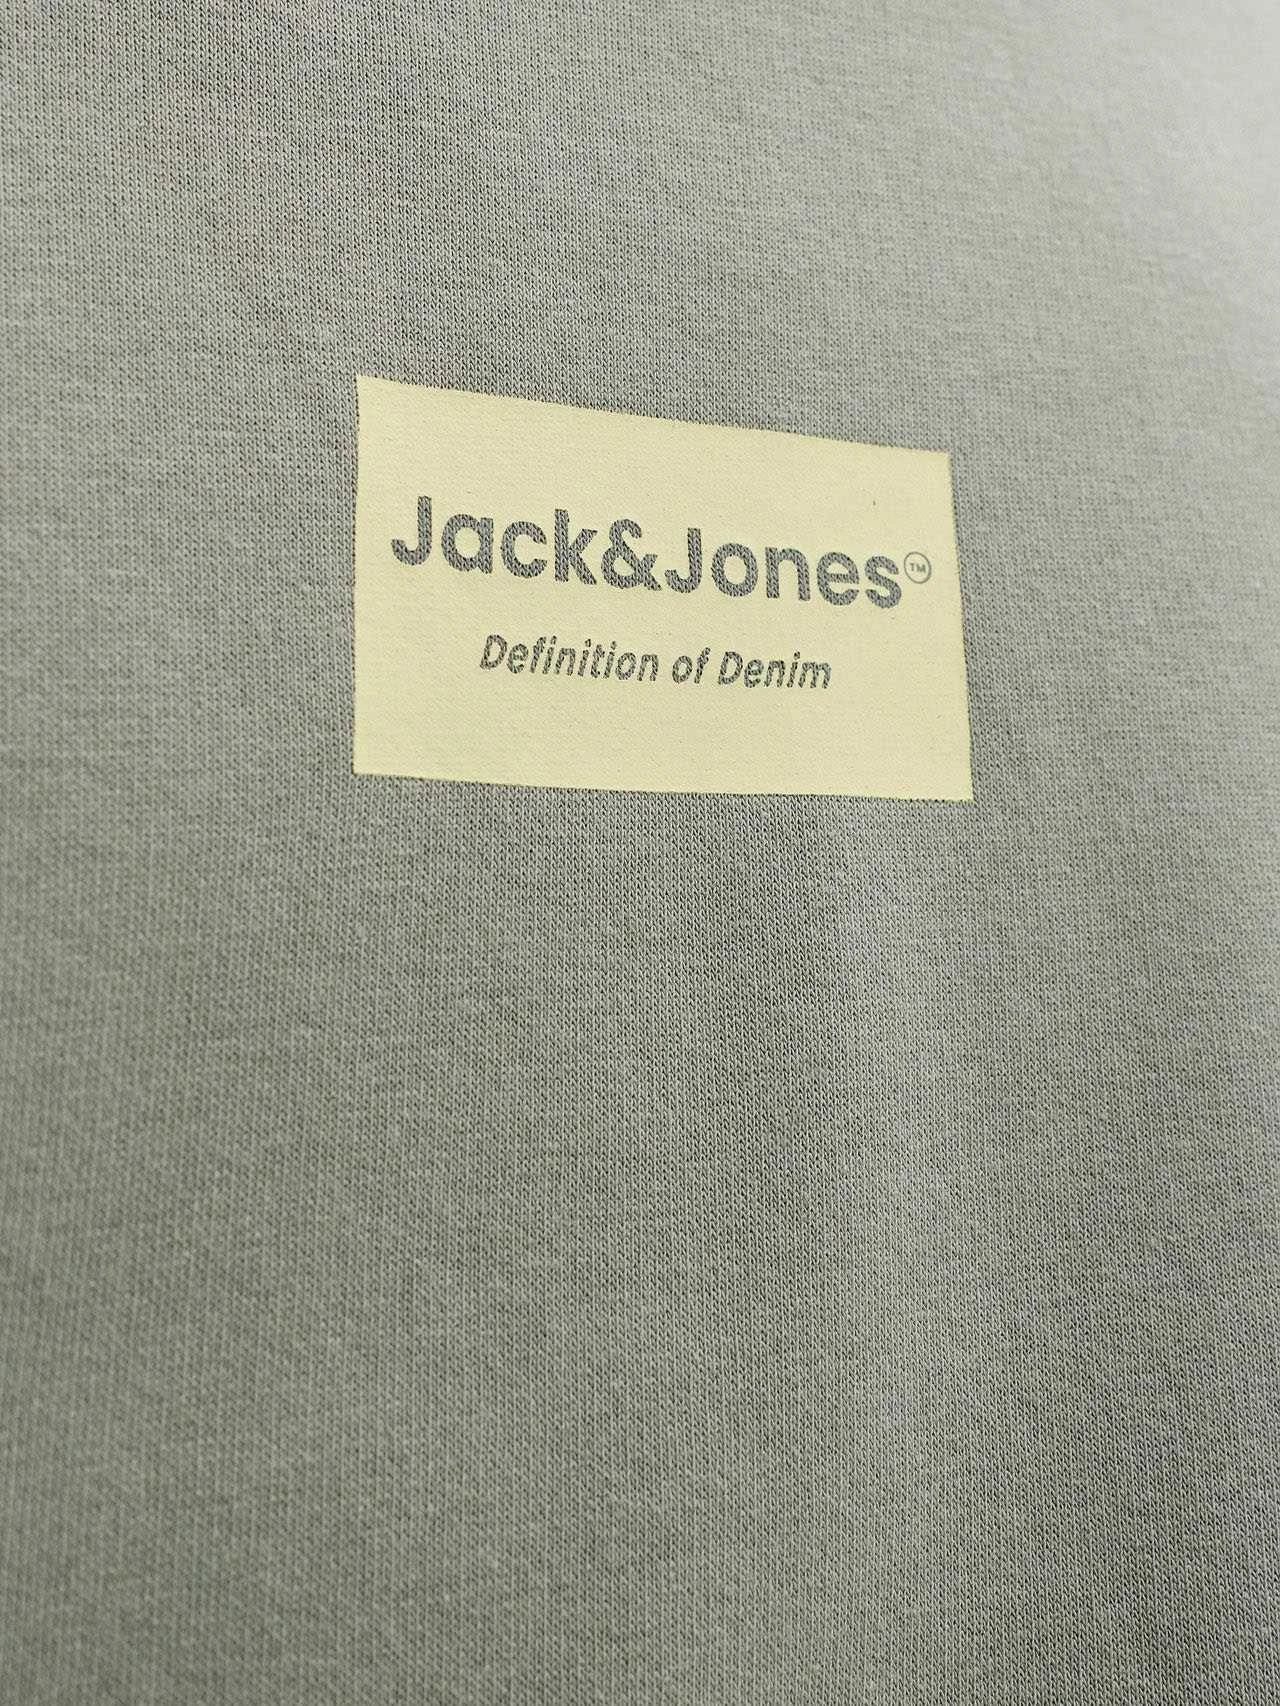 Jack&Jones™
Definition of Denim